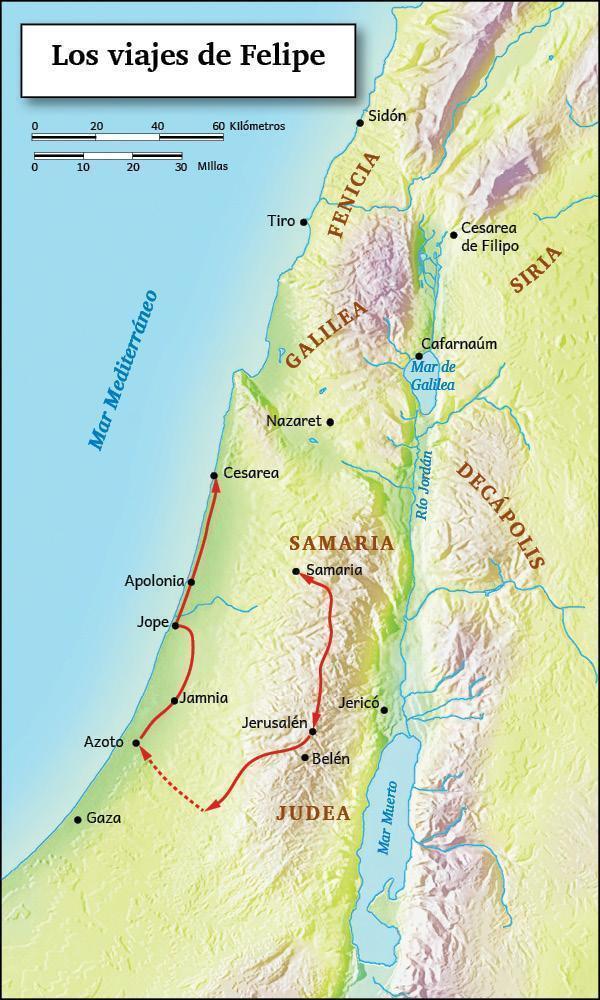 Los viajes de Felipe
0 20 40 60 Kilómetros
0 10 20 30 Millas
Sidón
FENICIA
Tiro
Cesarea
de Filipo
SIRIA
GALILEA
Mar Mediterráneo
Cafarnaúm
Mar de
Galilea
Nazaret
Cesarea
Río Jordán
DECÁPOLIS
SAMARIA
Samaria
Apolonia
Jope
Jamnia
Jericó
Jerusalén
Azoto
Belén
Mar Muerto
Gaza
JUDEA